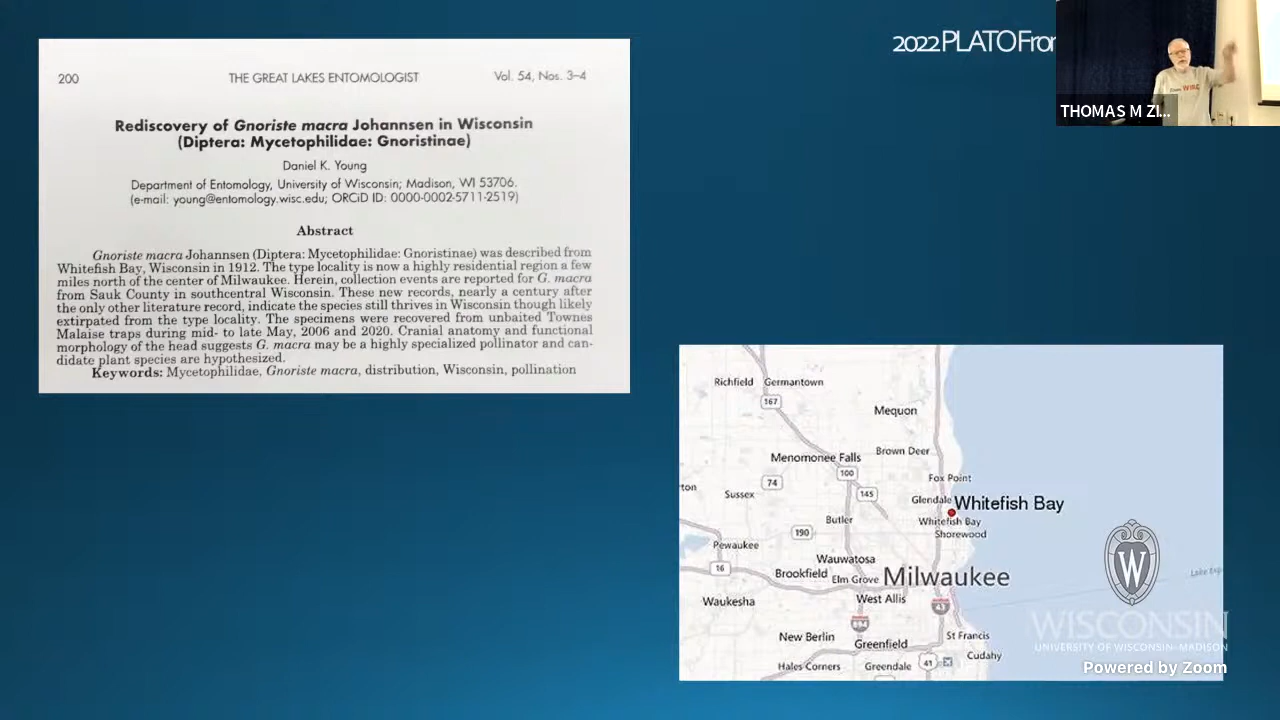 2022 PLATO Fron
THOMAS M ZI...
200 THE GREAT LAKES ENTOMOLOGIST Vol. 54, Nos. 3–4
Rediscovery of Gnoriste macra Johannsen in Wisconsin
(Diptera: Mycetophilidae: Gnoristinae)
Daniel K. Young
Department of Entomology, University of Wisconsin; Madison, WI 53706.
(e-mail: young@entomology.wisc.edu; ORCiD ID: 0000-0002-5711-2519)
Abstract
Gnoriste macra Johannsen (Diptera: Mycetophilidae: Gnoristinae) was described from
Whitefish Bay, Wisconsin in 1912. The type locality is now a highly residential region a few
miles north of the center of Milwaukee. Herein, collection events are reported for G. macra
from Sauk County in southcentral Wisconsin. These new records, nearly a century after
the only other literature record, indicate the species still thrives in Wisconsin though likely
extirpated from the type locality. The specimens were recovered from unbaited Townes
Malaise traps during mid- to late May, 2006 and 2020. Cranial anatomy and functional
morphology of the head suggests G. macra may be a highly specialized pollinator and can-
didate plant species are hypothesized.
Keywords: Mycetophilidae, Gnoriste macra, distribution, Wisconsin, pollination
Richfield Germantown
167
Mequon
Menomonee Falls Brown Deer
100
74
145
Fox Point
ton
Sussex
Glendale Whitefish Bay
Butler
Whitefish Bay
190
Shorewood
Pewaukee
Wauwatosa
16
Brookfield Elm Grove Milwaukee
Waukesha
West Allis
43
894
New Berlin Greenfield St Francis
Hales Corners Greendale 41 Cudahy
Lake Exp
W
WISCONSIN
UNIVERSITY OF WISCONSIN–MADISON
Powered by Zoom